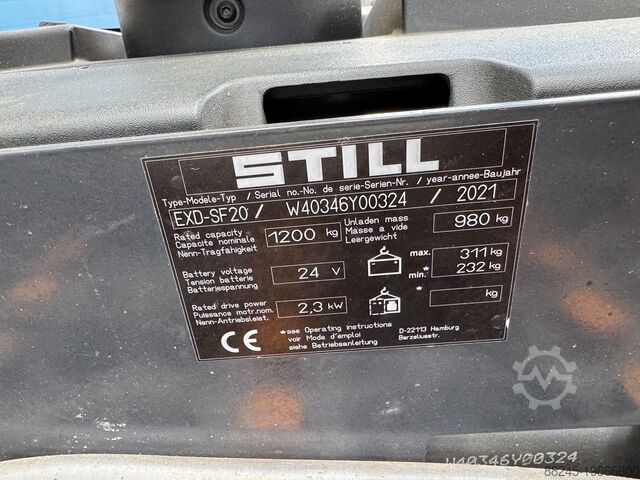 STILL
Type-Modele-Typ / Serial no.-No. de serie-Serien-Nr. / year-annee-Baujahr
EXD-SF20 / W40346Y00324 / 2021
Rated capacity
Capacite nominale
Nenn-Tragfähigkeit
1200 kg
Unladen mass
Masse a vide
Leergewicht
980 kg
Battery voltage
Tension batterie
Batteriespannung
24 V
max. 311 kg
* min. 232 kg
Rated drive power
Puissance motr.nom.
Nenn-Antriebsleist.
2,3 kW
* kg
CE
*see Operating instructions
voir Mode d'emploi
siehe Betriebsanleitung
D-22113 Hamburg
Berzeliusstr.
W40346Y00324
88245-13866600